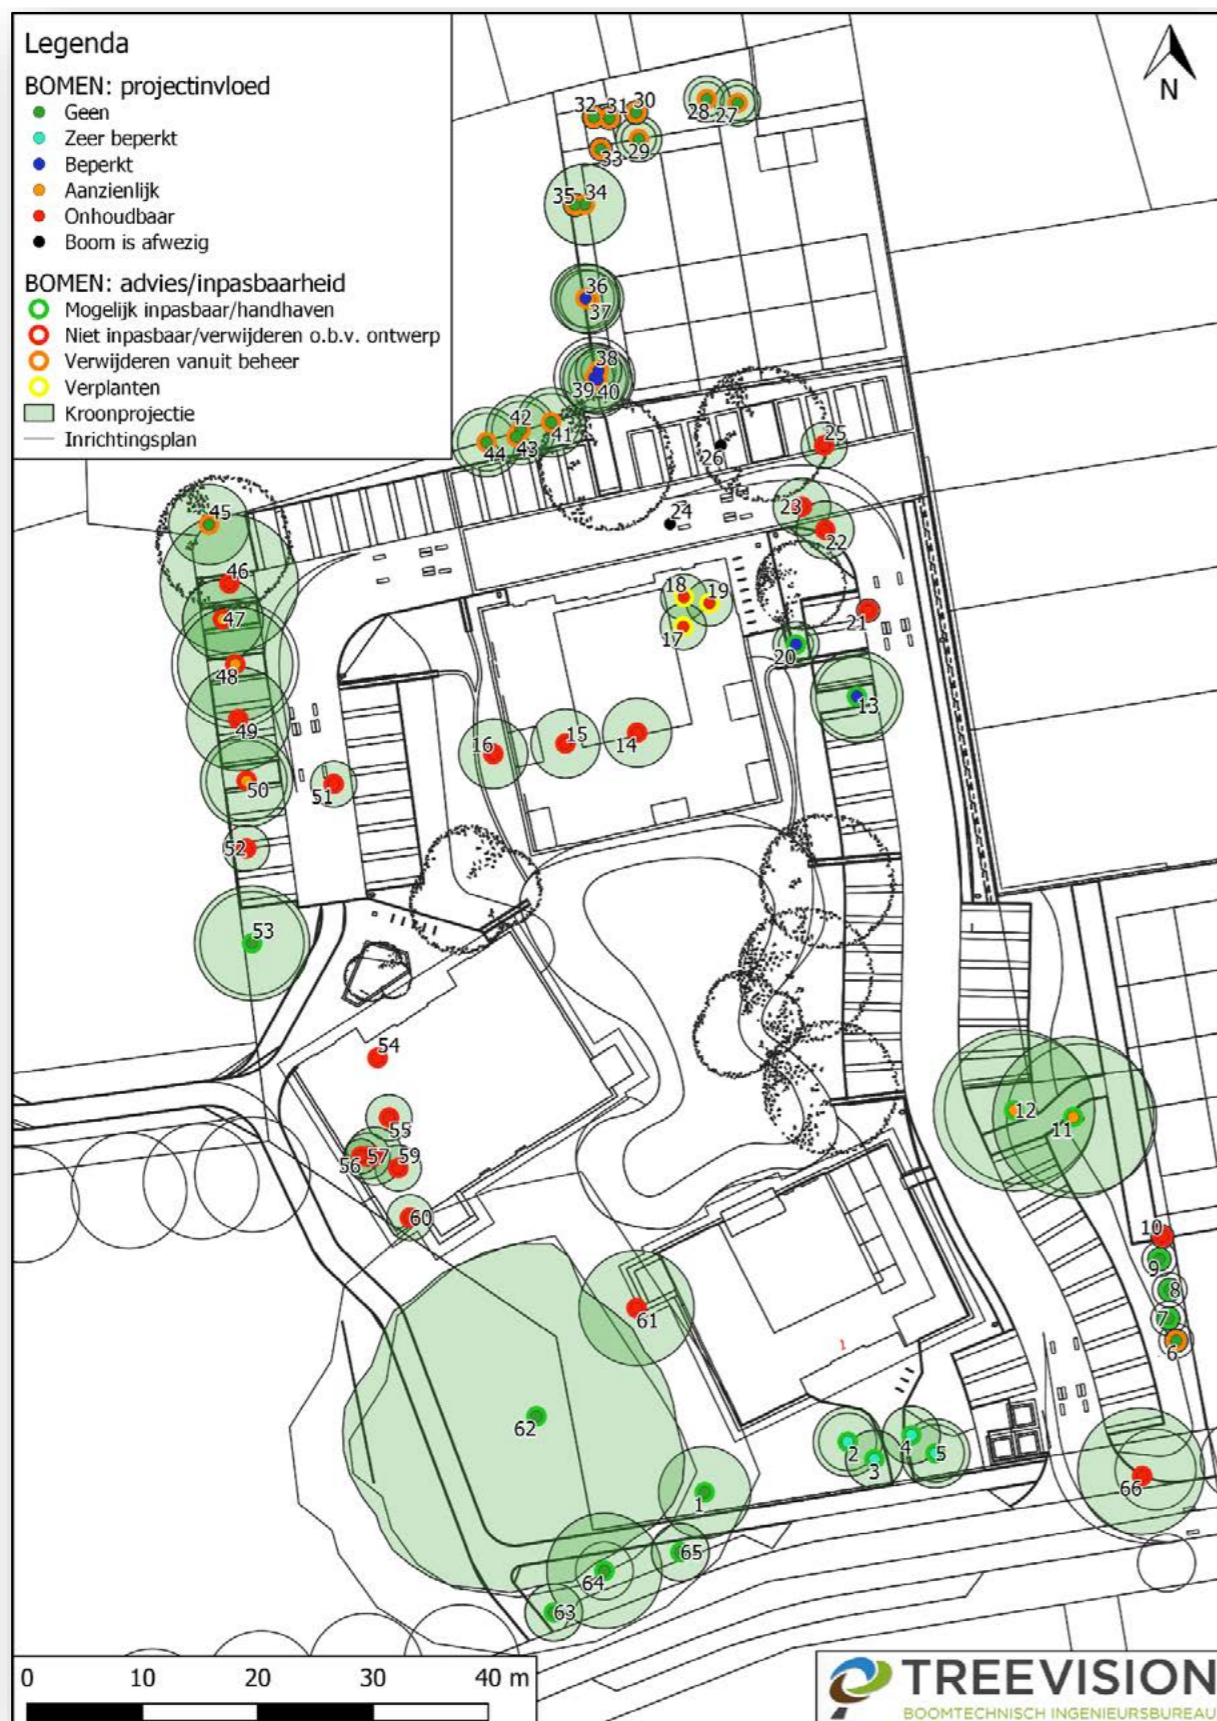 Legenda
BOMEN: projectinvloed
Geen
Zeer beperkt
Beperkt
Aanzienlijk
Onhoudbaar
Boom is afwezig
BOMEN: advies/inpasbaarheid
Mogelijk inpasbaar/handhaven
Niet inpasbaar/verwijderen o.b.v. ontwerp
Verwijderen vanuit beheer
Verplanten
Kroonprojectie
Inrichtingsplan
N
32 31 30
28 27
33 29
35 34
36
37
38
39 40
42 41
44 43
25
26
45
24 23
22
46
18 19
47
21
17
20
48
13
49
16 15 14
50 51
52
53
54
12
11
55
56 57 59
60
10
9
8
7
6
61
1
62
2 3 4 5
66
1
65
64
63
0 10 20 30 40 m
TREEVISION
BOOMTECHNISCH INGENIEURSBUREAU